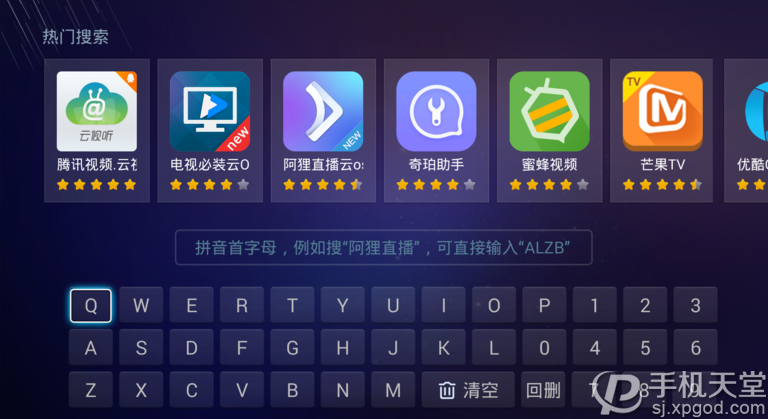 热门搜索
云视听
new
NEW
TV
腾讯视频.云视
电视必装云O
阿狸直播云os
奇珀助手
蜜蜂视频
芒果TV
优酷
拼音首字母，例如搜“阿狸直播”，可直接输入“ALZB”
Q W E R T Y U I O P 1 2 3
A S D F G H J K L 0 4 5 6
Z X C V B N M 清空 回删 7 8 9
手机天堂
sj.xpgod.com